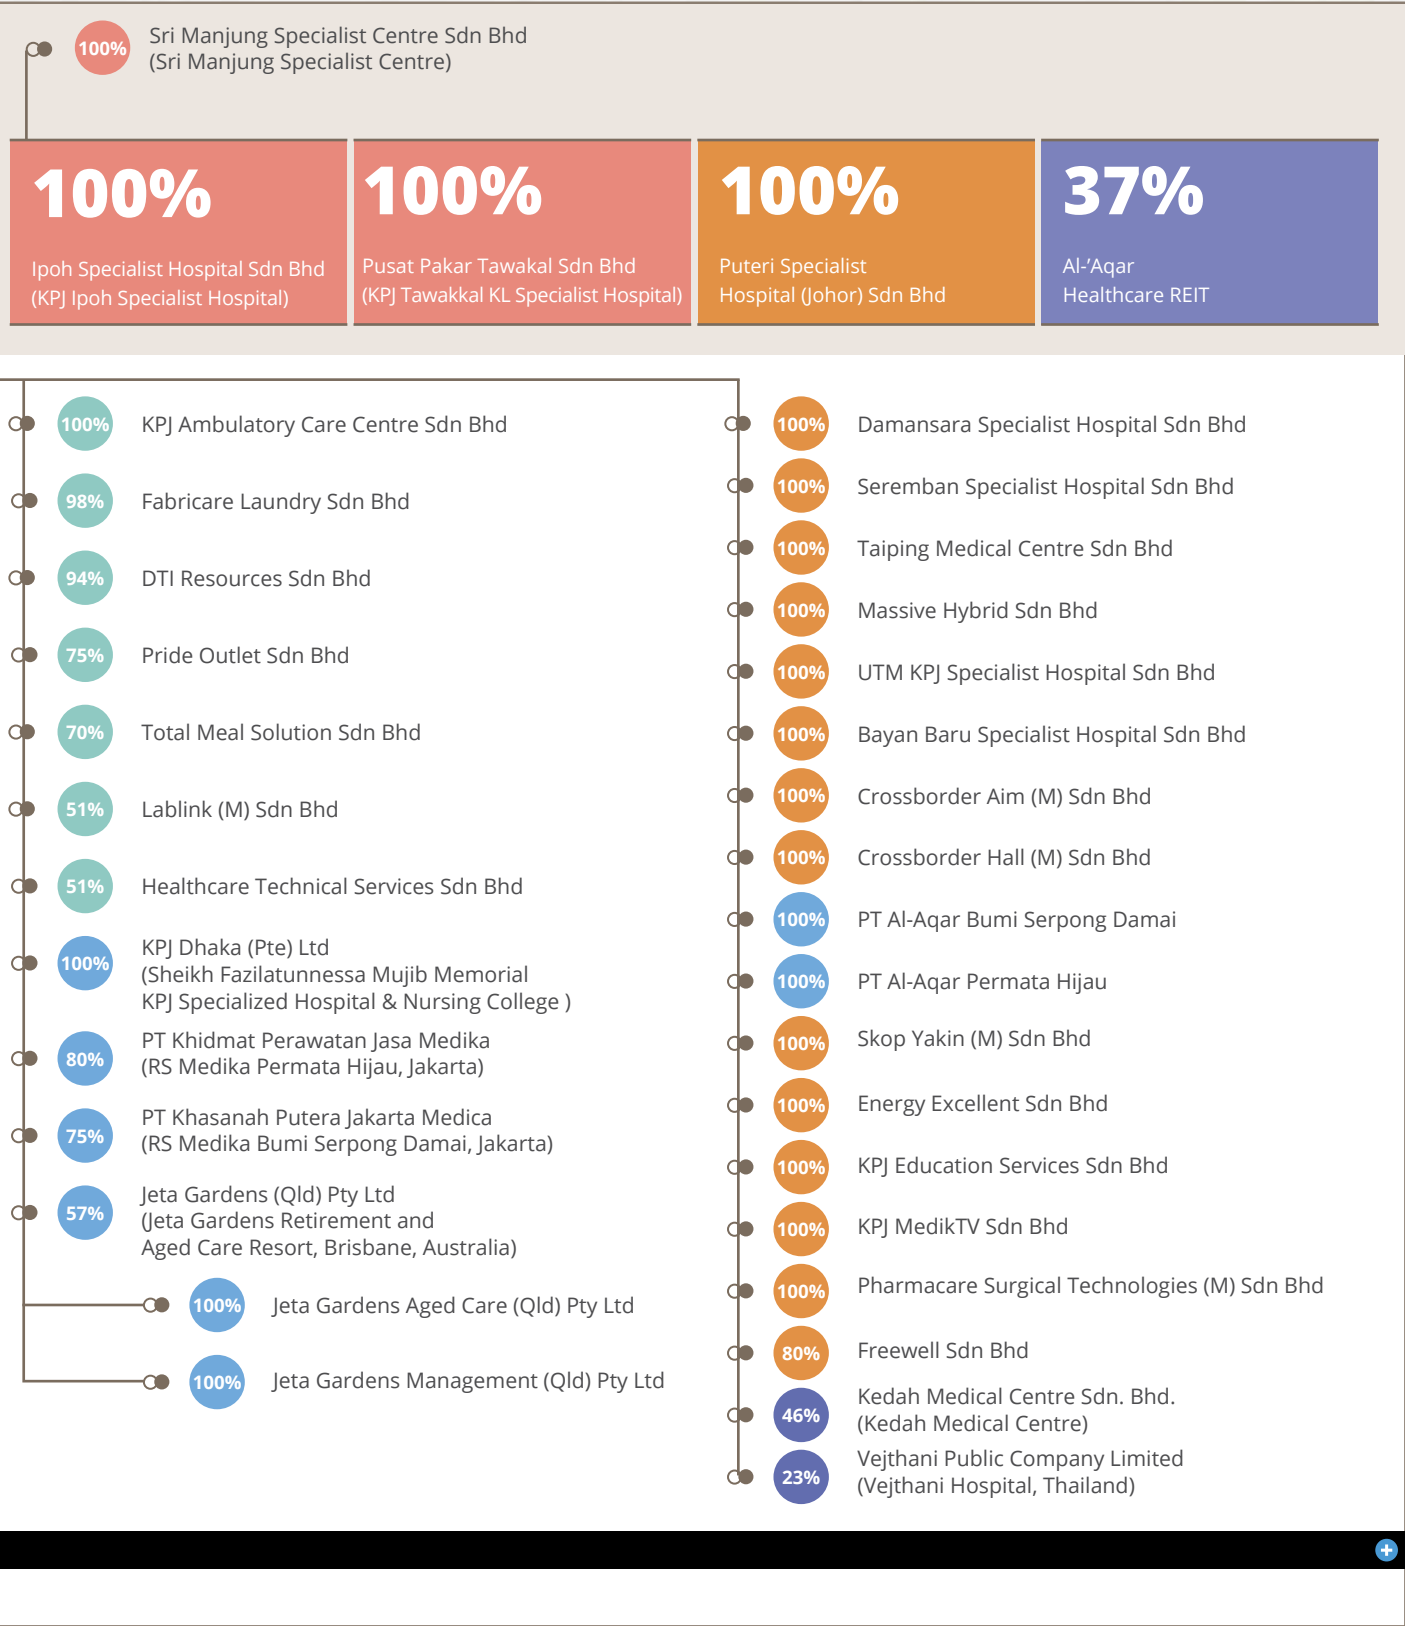 100%
Sri Manjung Specialist Centre Sdn Bhd
(Sri Manjung Specialist Centre)
100%
Ipoh Specialist Hospital Sdn Bhd
(KPJ Ipoh Specialist Hospital)
100%
Pusat Pakar Tawakal Sdn Bhd
(KPJ Tawakkal KL Specialist Hospital)
100%
Puteri Specialist
Hospital (Johor) Sdn Bhd
37%
Al-’Aqar
Healthcare REIT
100% KPJ Ambulatory Care Centre Sdn Bhd
98% Fabricare Laundry Sdn Bhd
94% DTI Resources Sdn Bhd
75% Pride Outlet Sdn Bhd
70% Total Meal Solution Sdn Bhd
51% Lablink (M) Sdn Bhd
51% Healthcare Technical Services Sdn Bhd
100%
KPJ Dhaka (Pte) Ltd
(Sheikh Fazilatunnessa Mujib Memorial
KPJ Specialized Hospital & Nursing College )
80%
PT Khidmat Perawatan Jasa Medika
(RS Medika Permata Hijau, Jakarta)
75%
PT Khasanah Putera Jakarta Medica
(RS Medika Bumi Serpong Damai, Jakarta)
57%
Jeta Gardens (Qld) Pty Ltd
(Jeta Gardens Retirement and
Aged Care Resort, Brisbane, Australia)
100% Jeta Gardens Aged Care (Qld) Pty Ltd
100% Jeta Gardens Management (Qld) Pty Ltd
100% Damansara Specialist Hospital Sdn Bhd
100% Seremban Specialist Hospital Sdn Bhd
100% Taiping Medical Centre Sdn Bhd
100% Massive Hybrid Sdn Bhd
100% UTM KPJ Specialist Hospital Sdn Bhd
100% Bayan Baru Specialist Hospital Sdn Bhd
100% Crossborder Aim (M) Sdn Bhd
100% Crossborder Hall (M) Sdn Bhd
100% PT Al-Aqar Bumi Serpong Damai
100% PT Al-Aqar Permata Hijau
100% Skop Yakin (M) Sdn Bhd
100% Energy Excellent Sdn Bhd
100% KPJ Education Services Sdn Bhd
100% KPJ MedikTV Sdn Bhd
100% Pharmacare Surgical Technologies (M) Sdn Bhd
80% Freewell Sdn Bhd
46%
Kedah Medical Centre Sdn. Bhd.
(Kedah Medical Centre)
23%
Vejthani Public Company Limited
(Vejthani Hospital, Thailand)